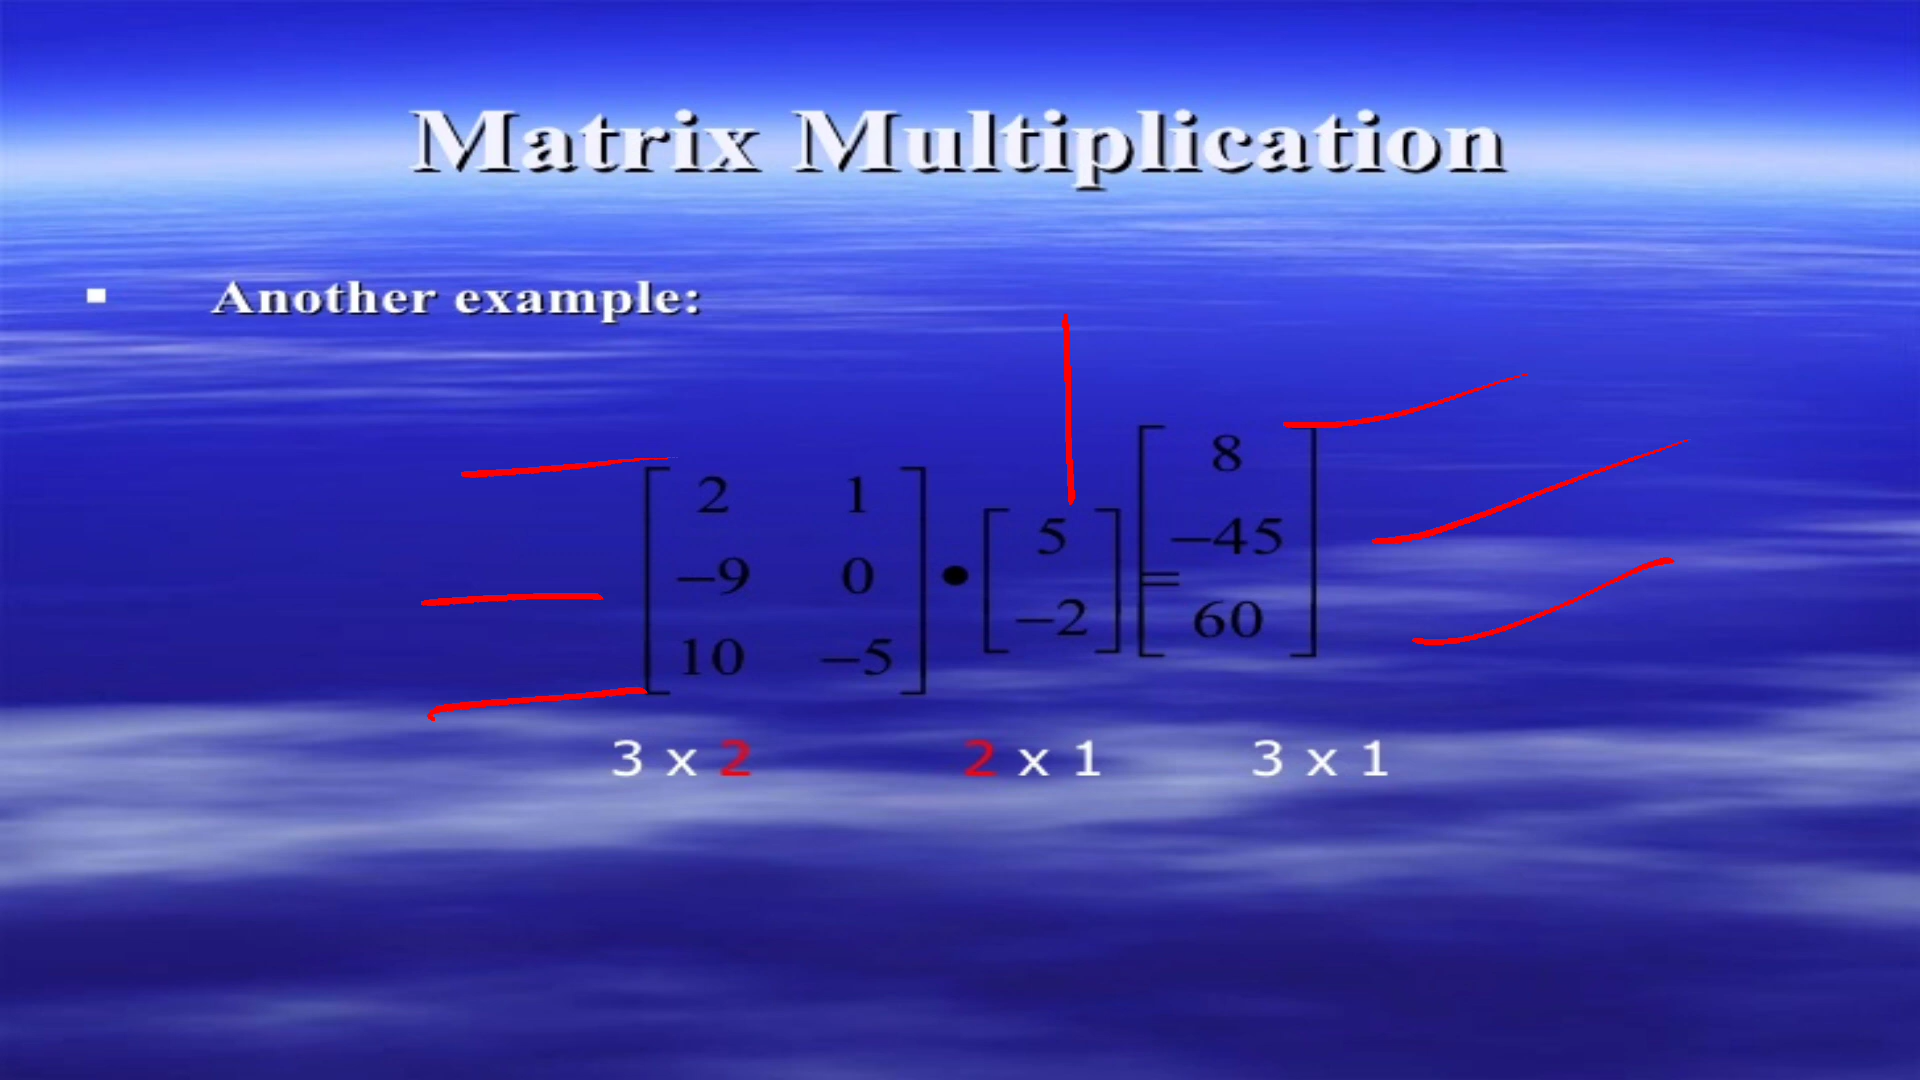 Matrix Multiplication
▪ Another example:
[2 1; −9 0; 10 −5] • [5; −2] = [8; −45; 60]
3 x 2 2 x 1 3 x 1